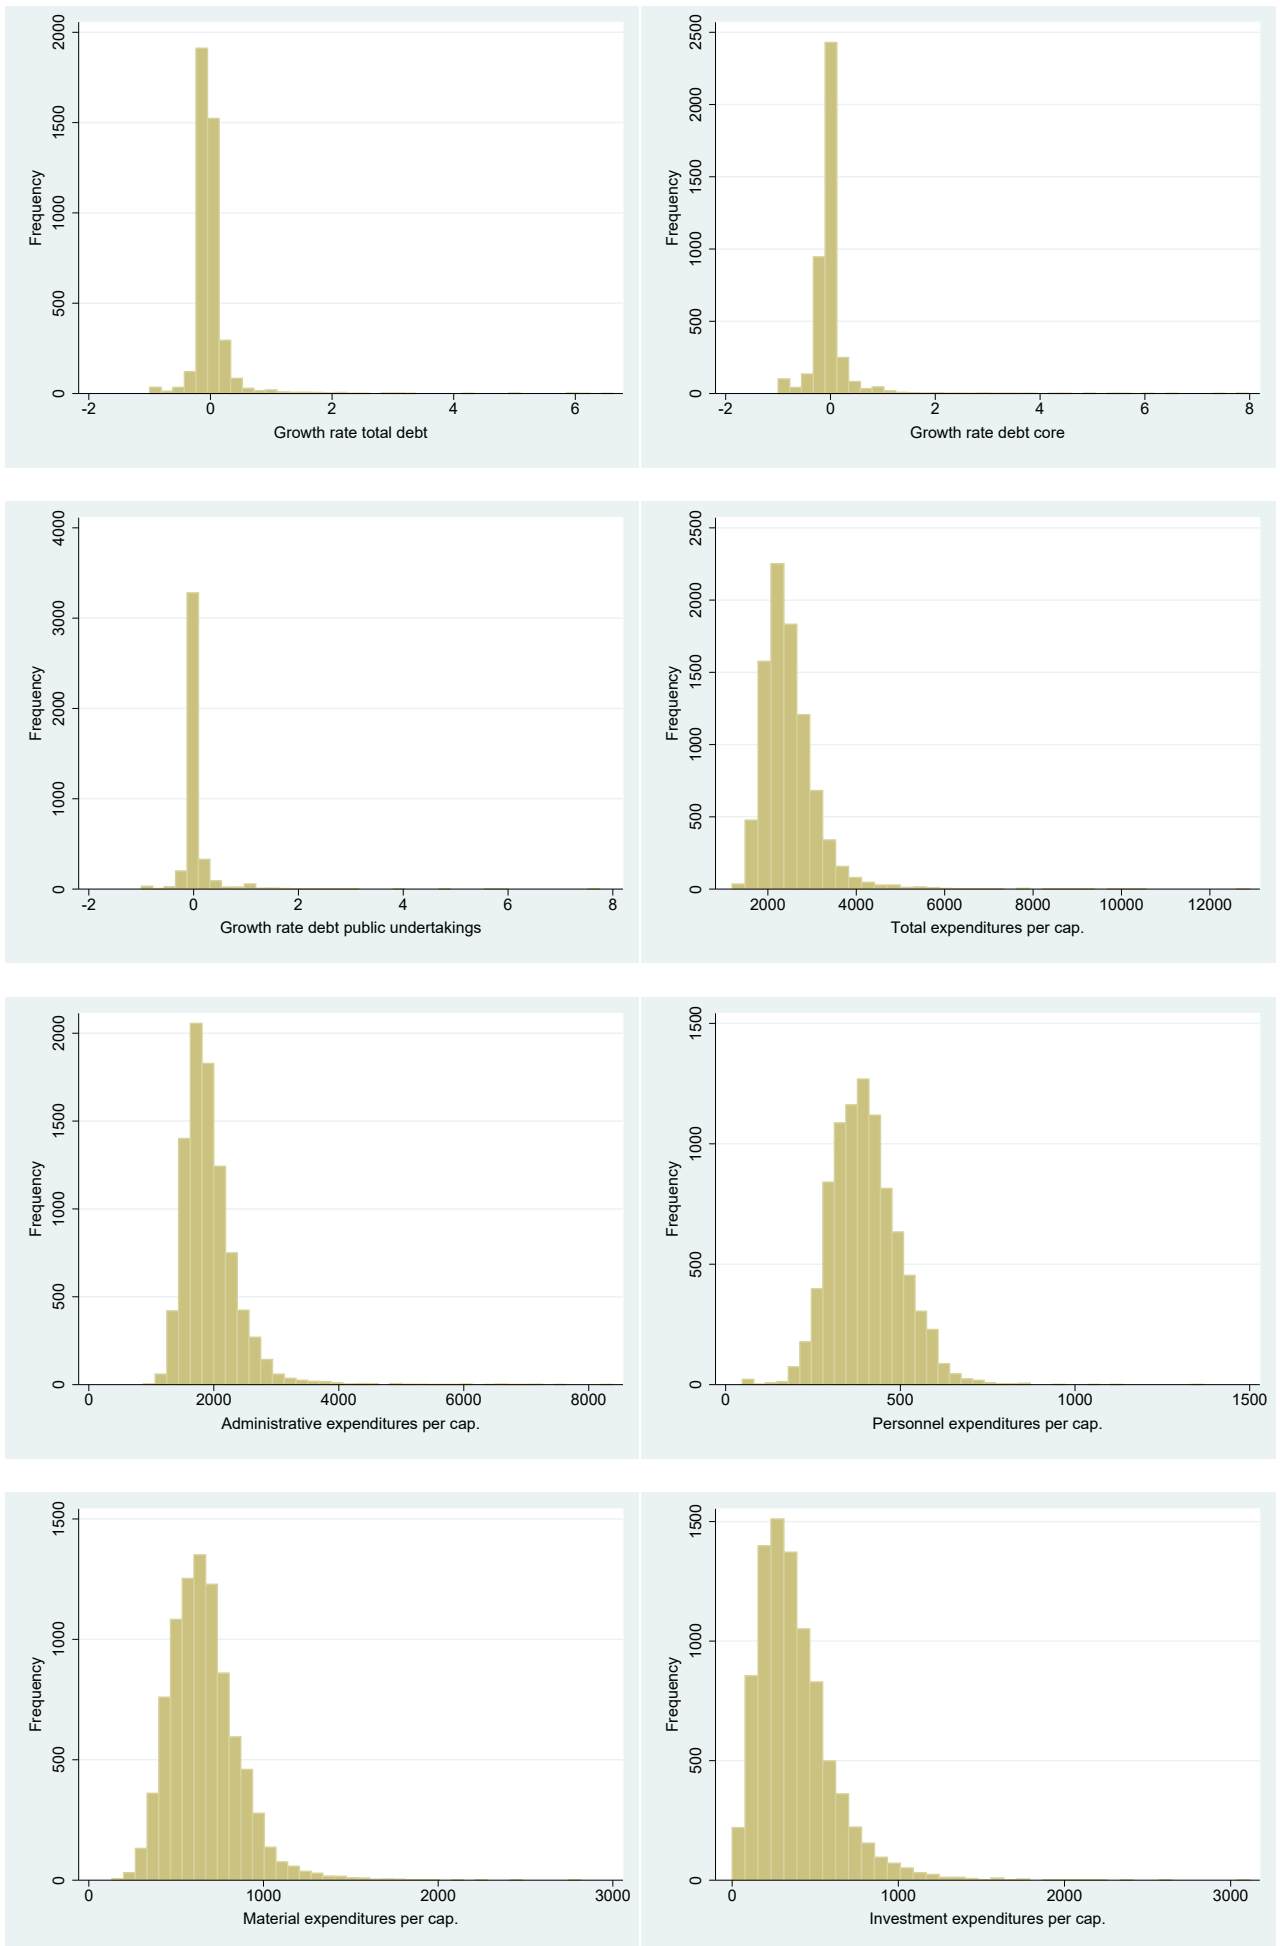 2000
1500
1000
500
0
Frequency
-2 0 2 4 6
Growth rate total debt
2500
2000
1500
1000
500
0
Frequency
-2 0 2 4 6 8
Growth rate debt core
4000
3000
2000
1000
0
Frequency
-2 0 2 4 6 8
Growth rate debt public undertakings
2500
2000
1500
1000
500
0
Frequency
2000 4000 6000 8000 10000 12000
Total expenditures per cap.
2000
1500
1000
500
0
Frequency
0 2000 4000 6000 8000
Administrative expenditures per cap.
1500
1000
500
0
Frequency
0 500 1000 1500
Personnel expenditures per cap.
1500
1000
500
0
Frequency
0 1000 2000 3000
Material expenditures per cap.
1500
1000
500
0
Frequency
0 1000 2000 3000
Investment expenditures per cap.